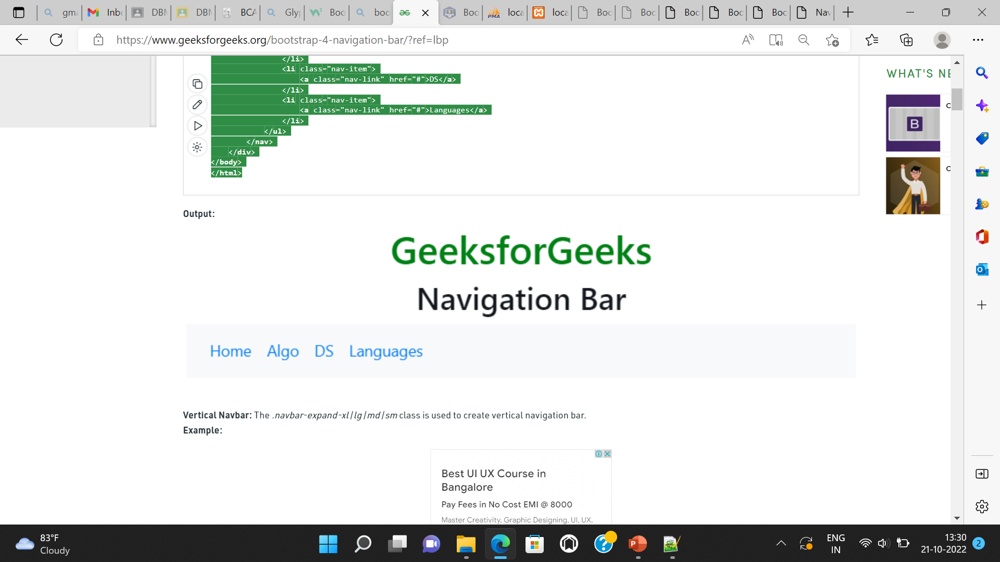 gma
Inbo
DBM
DBM
BCA
Gly
Boo
boo
Boo
loca
loca
Boo
Boo
Boo
Boo
Boo
Nav
https://www.geeksforgeeks.org/bootstrap-4-navigation-bar/?ref=lbp
</li>
<li class="nav-item">
<a class="nav-link" href="#">DS</a>
</li>
<li class="nav-item">
<a class="nav-link" href="#">Languages</a>
</li>
</ul>
</nav>
</div>
</body>
</html>
WHAT'S NE
B
Output:
GeeksforGeeks
Navigation Bar
Home Algo DS Languages
Vertical Navbar: The .navbar-expand-xl|lg|md|sm class is used to create vertical navigation bar.
Example:
Best UI UX Course in
Bangalore
Pay Fees in No Cost EMI @ 8000
Master Creativity, Graphic Designing, UI, UX,
83°F
Cloudy
ENG
IN
13:30
21-10-2022
2